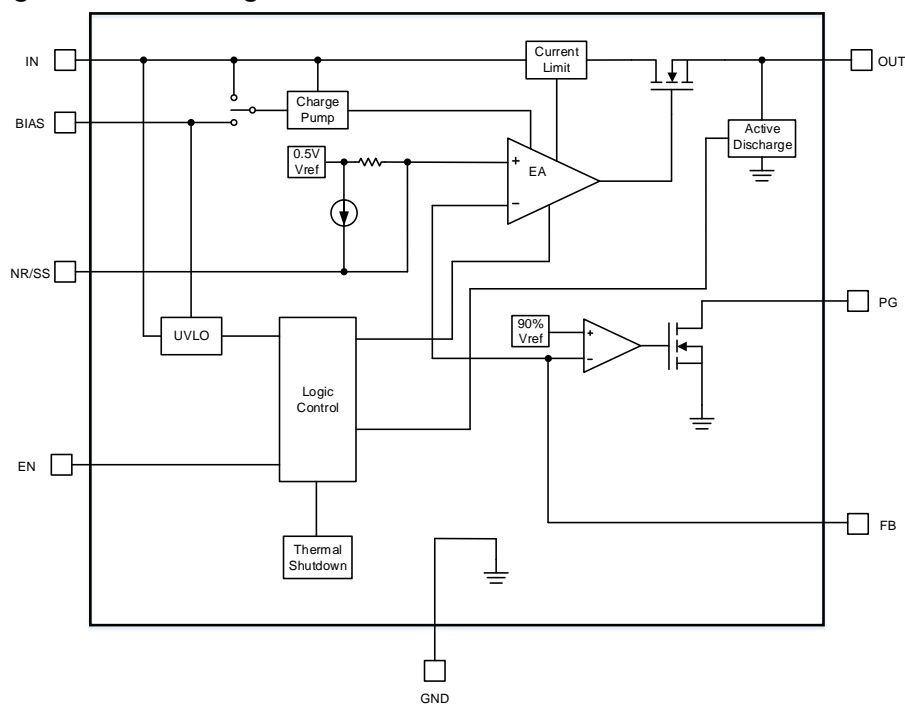 IN
Current
Limit
OUT
BIAS
Charge
Pump
Active
Discharge
0.5V
Vref
+
EA
−
NR/SS
PG
UVLO
90%
Vref
+
−
Logic
Control
EN
FB
Thermal
Shutdown
GND